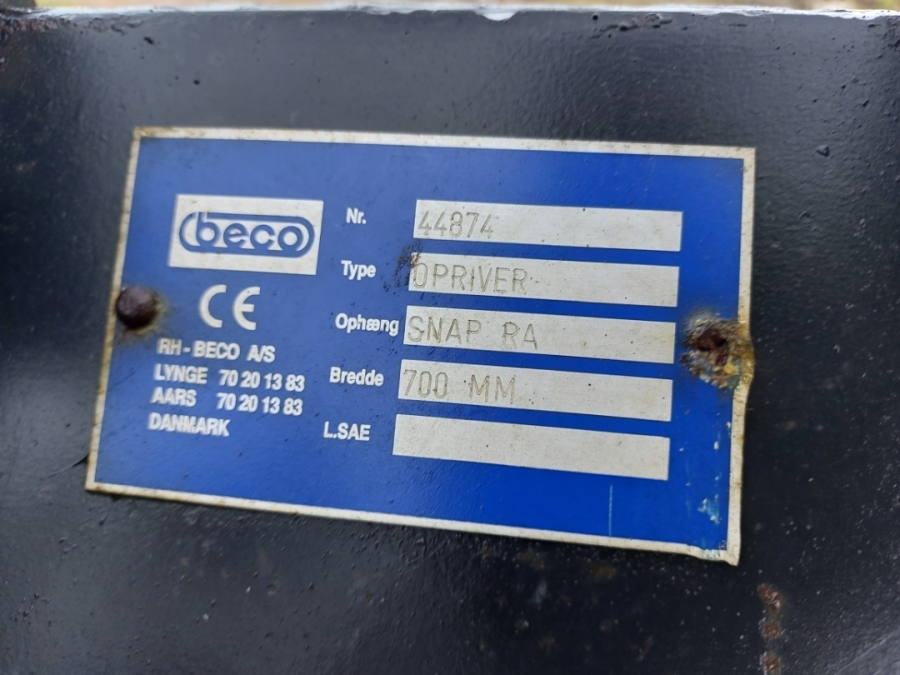 beco
CE
RH-BECO A/S
LYNGE 70 20 13 83
AARS 70 20 13 83
DANMARK
Nr. 44874
Type OPRIVER
Ophæng SNAP RA
Bredde 700 MM
L.SAE